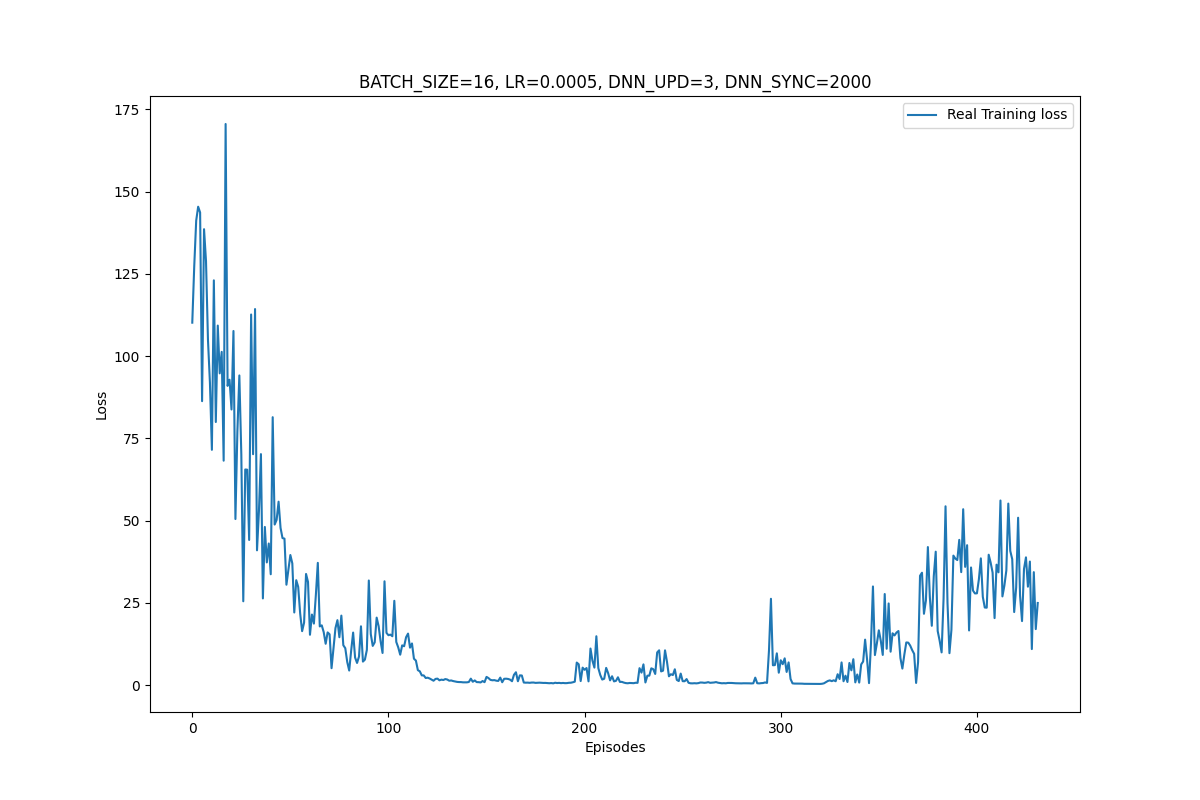 BATCH_SIZE=16, LR=0.0005, DNN_UPD=3, DNN_SYNC=2000
Real Training loss
175
150
125
100
75
50
25
0
Loss
0 100 200 300 400
Episodes